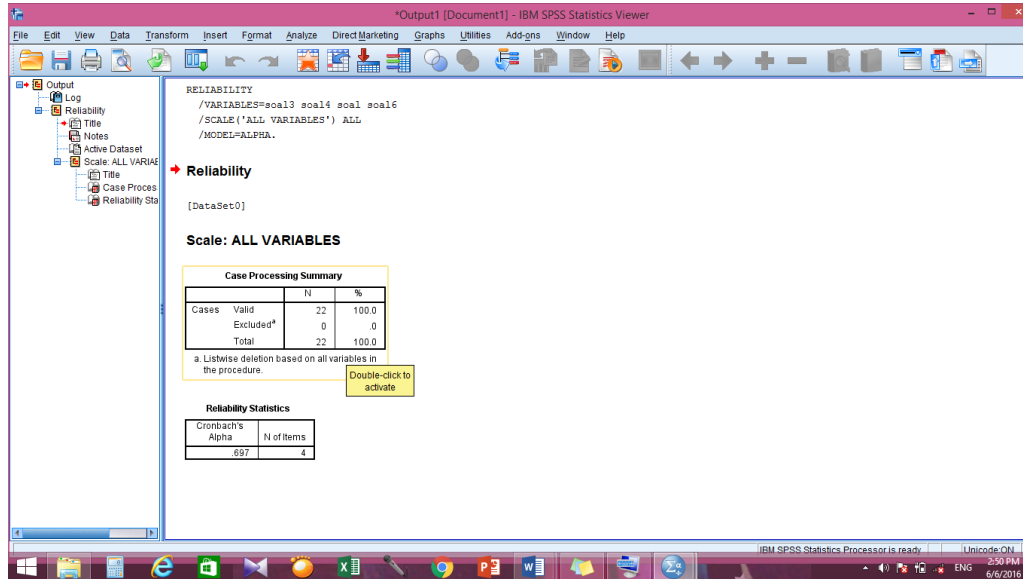 *Output1 [Document1] - IBM SPSS Statistics Viewer
File Edit View Data Transform Insert Format Analyze Direct Marketing Graphs Utilities Add-ons Window Help
Output
Log
Reliability
Title
Notes
Active Dataset
Scale: ALL VARIAE
Title
Case Proces
Reliability Sta
RELIABILITY
/VARIABLES=soal3 soal4 soal soal6
/SCALE('ALL VARIABLES') ALL
/MODEL=ALPHA.
Reliability
[DataSet0]
Scale: ALL VARIABLES
Case Processing Summary
N %
Cases Valid 22 100.0
Excludedᵃ 0 .0
Total 22 100.0
a. Listwise deletion based on all variables in
the procedure.
Double-click to
activate
Reliability Statistics
Cronbach's
Alpha N of Items
.697 4
IBM SPSS Statistics Processor is ready Unicode:ON
ENG 2:50 PM
6/6/2016